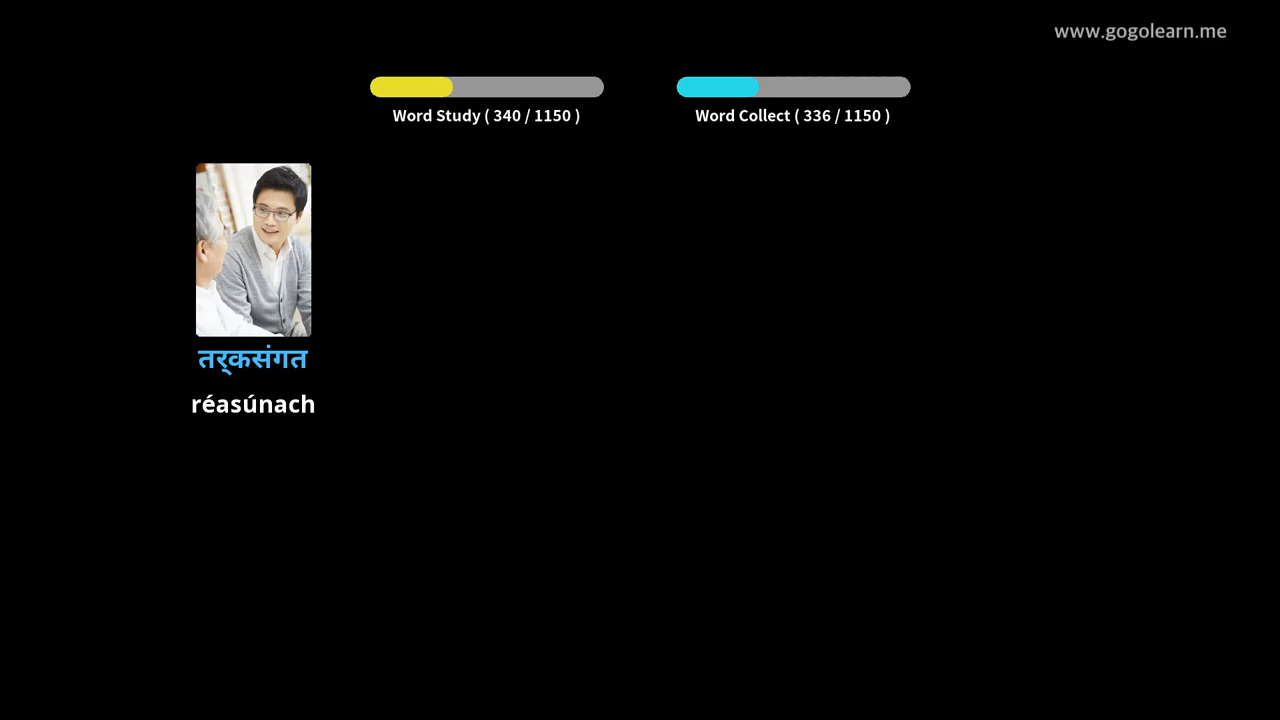 www.gogolearn.me
Word Study ( 340 / 1150 )
Word Collect ( 336 / 1150 )
तर्कसंगत
réasúnach